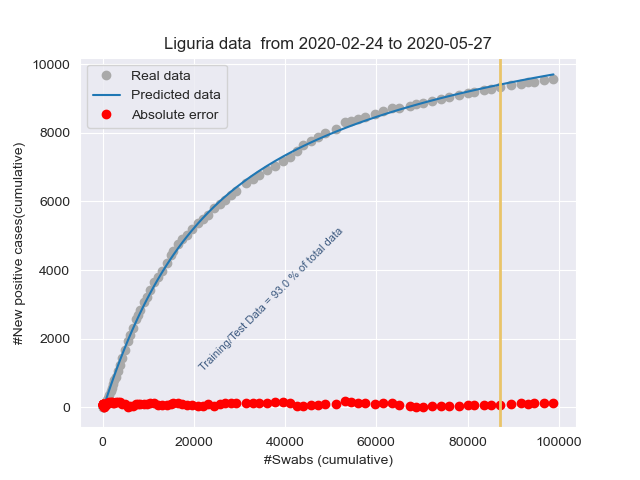 Liguria data  from 2020-02-24 to 2020-05-27
10000
8000
6000
4000
2000
0
#New positive cases(cumulative)
Real data
Predicted data
Absolute error
Training/Test Data = 93.0 % of total data
0
20000
40000
60000
80000
100000
#Swabs (cumulative)